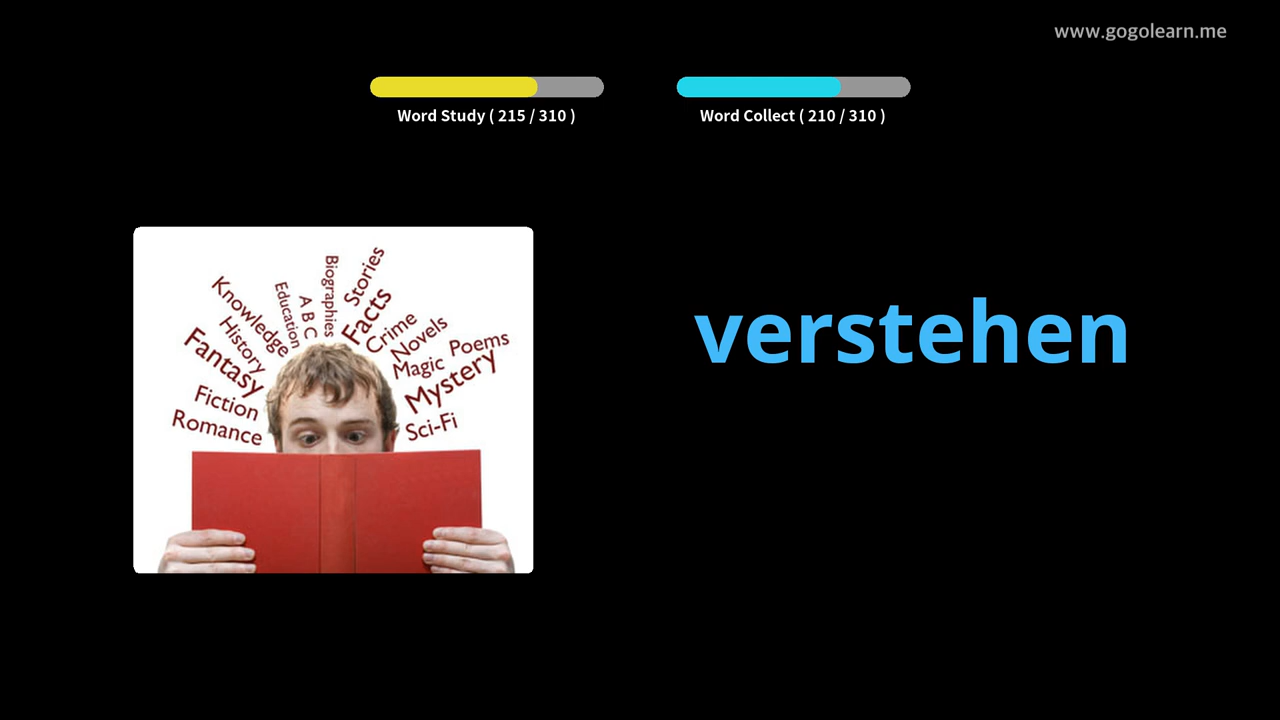 www.gogolearn.me
Word Study ( 215 / 310 )
Word Collect ( 210 / 310 )
verstehen
Romance
Fiction
Fantasy
History
Knowledge
Education
A B C
Biographies
Stories
Facts
Crime
Novels
Magic
Poems
Mystery
Sci-Fi